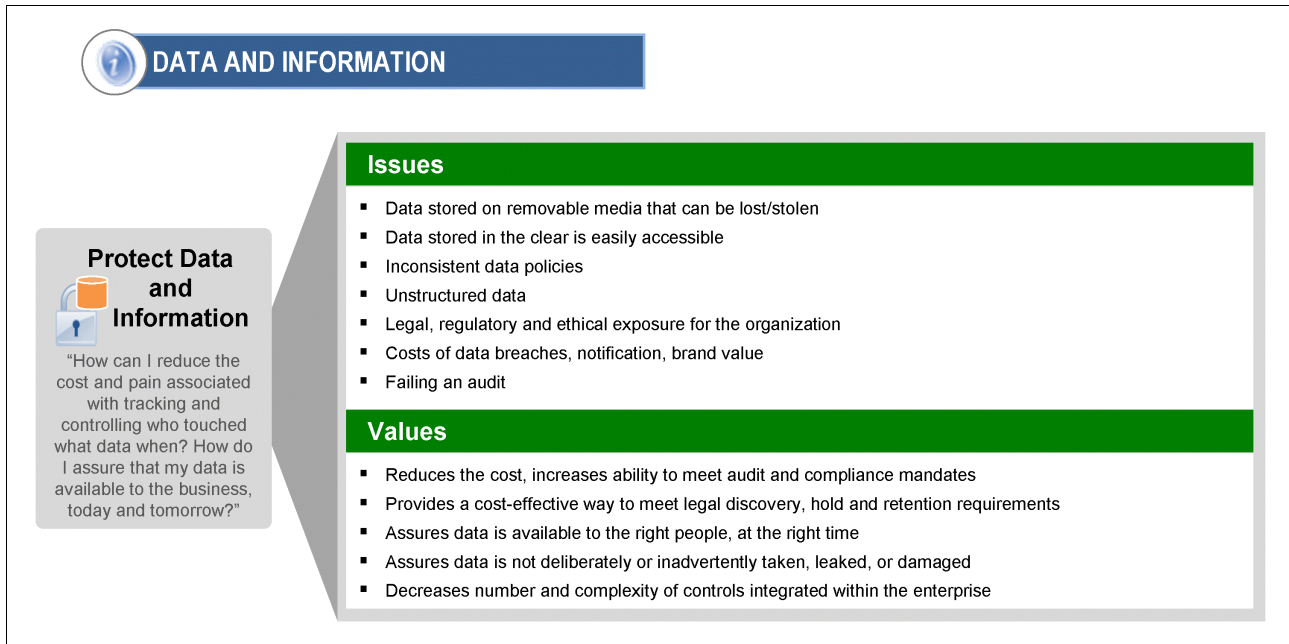 DATA AND INFORMATION
Protect Data
and
Information
“How can I reduce the
cost and pain associated
with tracking and
controlling who touched
what data when? How do
I assure that my data is
available to the business,
today and tomorrow?”
Issues
▪ Data stored on removable media that can be lost/stolen
▪ Data stored in the clear is easily accessible
▪ Inconsistent data policies
▪ Unstructured data
▪ Legal, regulatory and ethical exposure for the organization
▪ Costs of data breaches, notification, brand value
▪ Failing an audit
Values
▪ Reduces the cost, increases ability to meet audit and compliance mandates
▪ Provides a cost-effective way to meet legal discovery, hold and retention requirements
▪ Assures data is available to the right people, at the right time
▪ Assures data is not deliberately or inadvertently taken, leaked, or damaged
▪ Decreases number and complexity of controls integrated within the enterprise